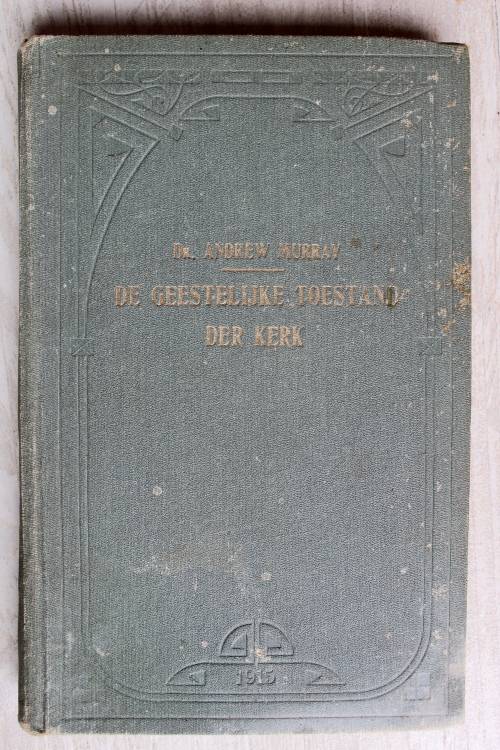 DR. ANDREW MURRAY
DE GEESTELIJKE TOESTAND
DER KERK
1915